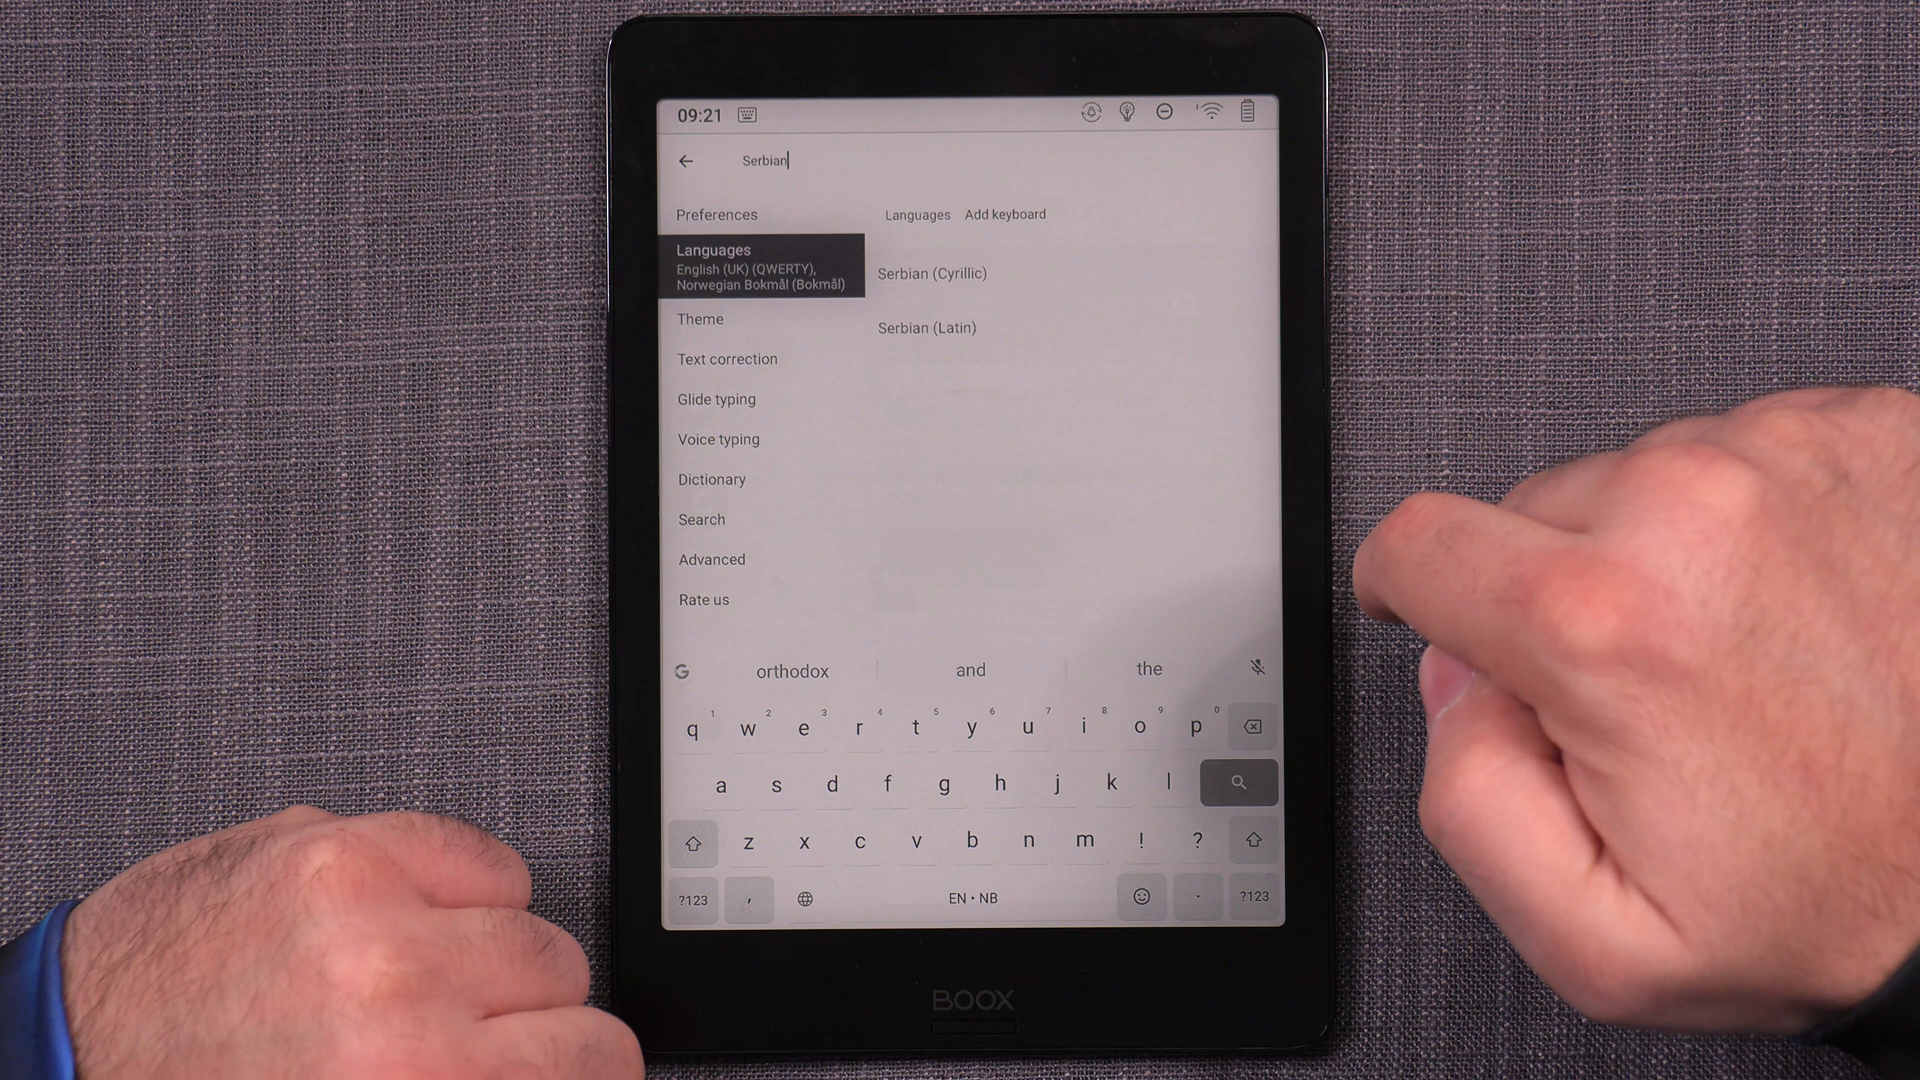 09:21
Serbian
Preferences
Languages
English (UK) (QWERTY),
Norwegian Bokmål (Bokmål)
Theme
Text correction
Glide typing
Voice typing
Dictionary
Search
Advanced
Rate us
Languages Add keyboard
Serbian (Cyrillic)
Serbian (Latin)
G orthodox and the
1 2 3 4 5 6 7 8 9 0
q w e r t y u i o p
a s d f g h j k l
z x c v b n m ! ?
?123 , EN • NB . ?123
BOOX